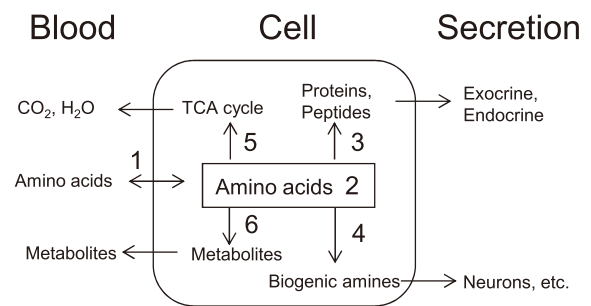 Blood
Cell
Secretion
CO₂, H₂O
TCA cycle
Proteins,
Peptides
Exocrine,
Endocrine
5
3
1
Amino acids
Amino acids 2
6
4
Metabolites
Metabolites
Biogenic amines
Neurons, etc.